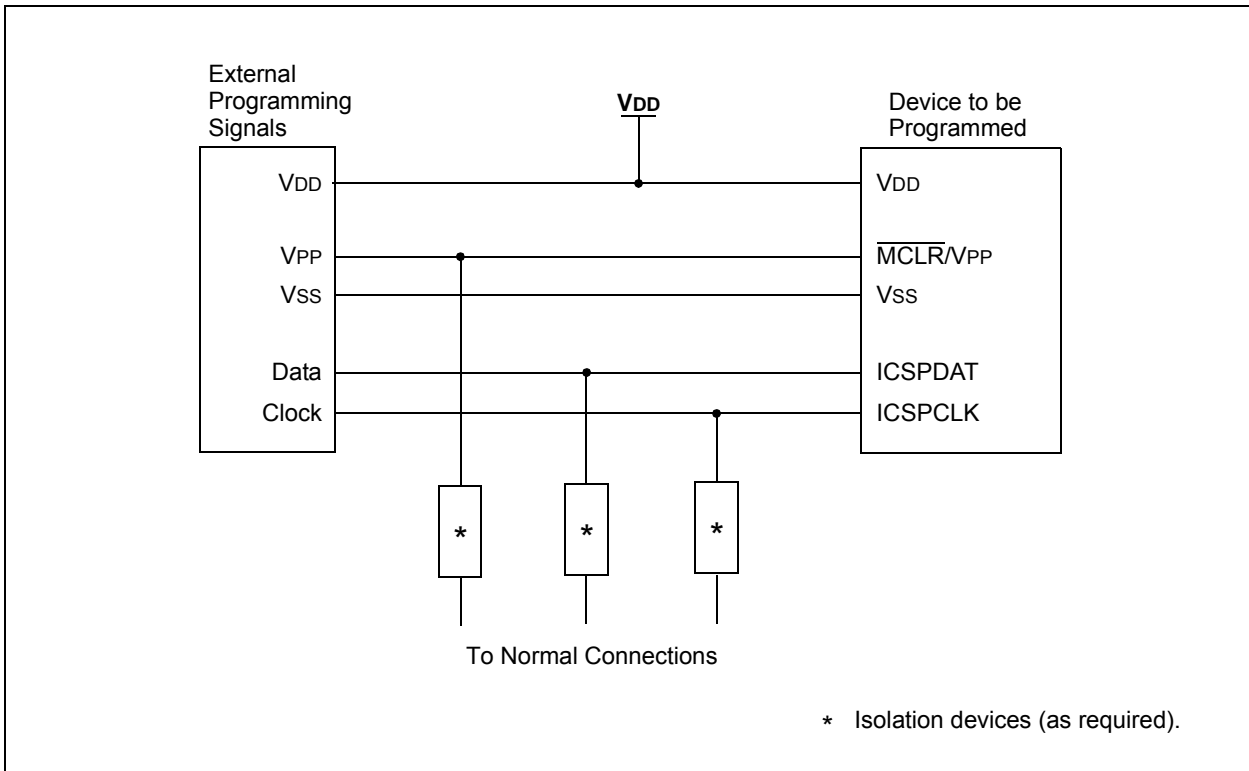 External
Programming
Signals
VDD
Device to be
Programmed
VDD
VDD
VPP
M̅C̅L̅R̅/VPP
VSS
VSS
Data
ICSPDAT
Clock
ICSPCLK
*
*
*
To Normal Connections
* Isolation devices (as required).